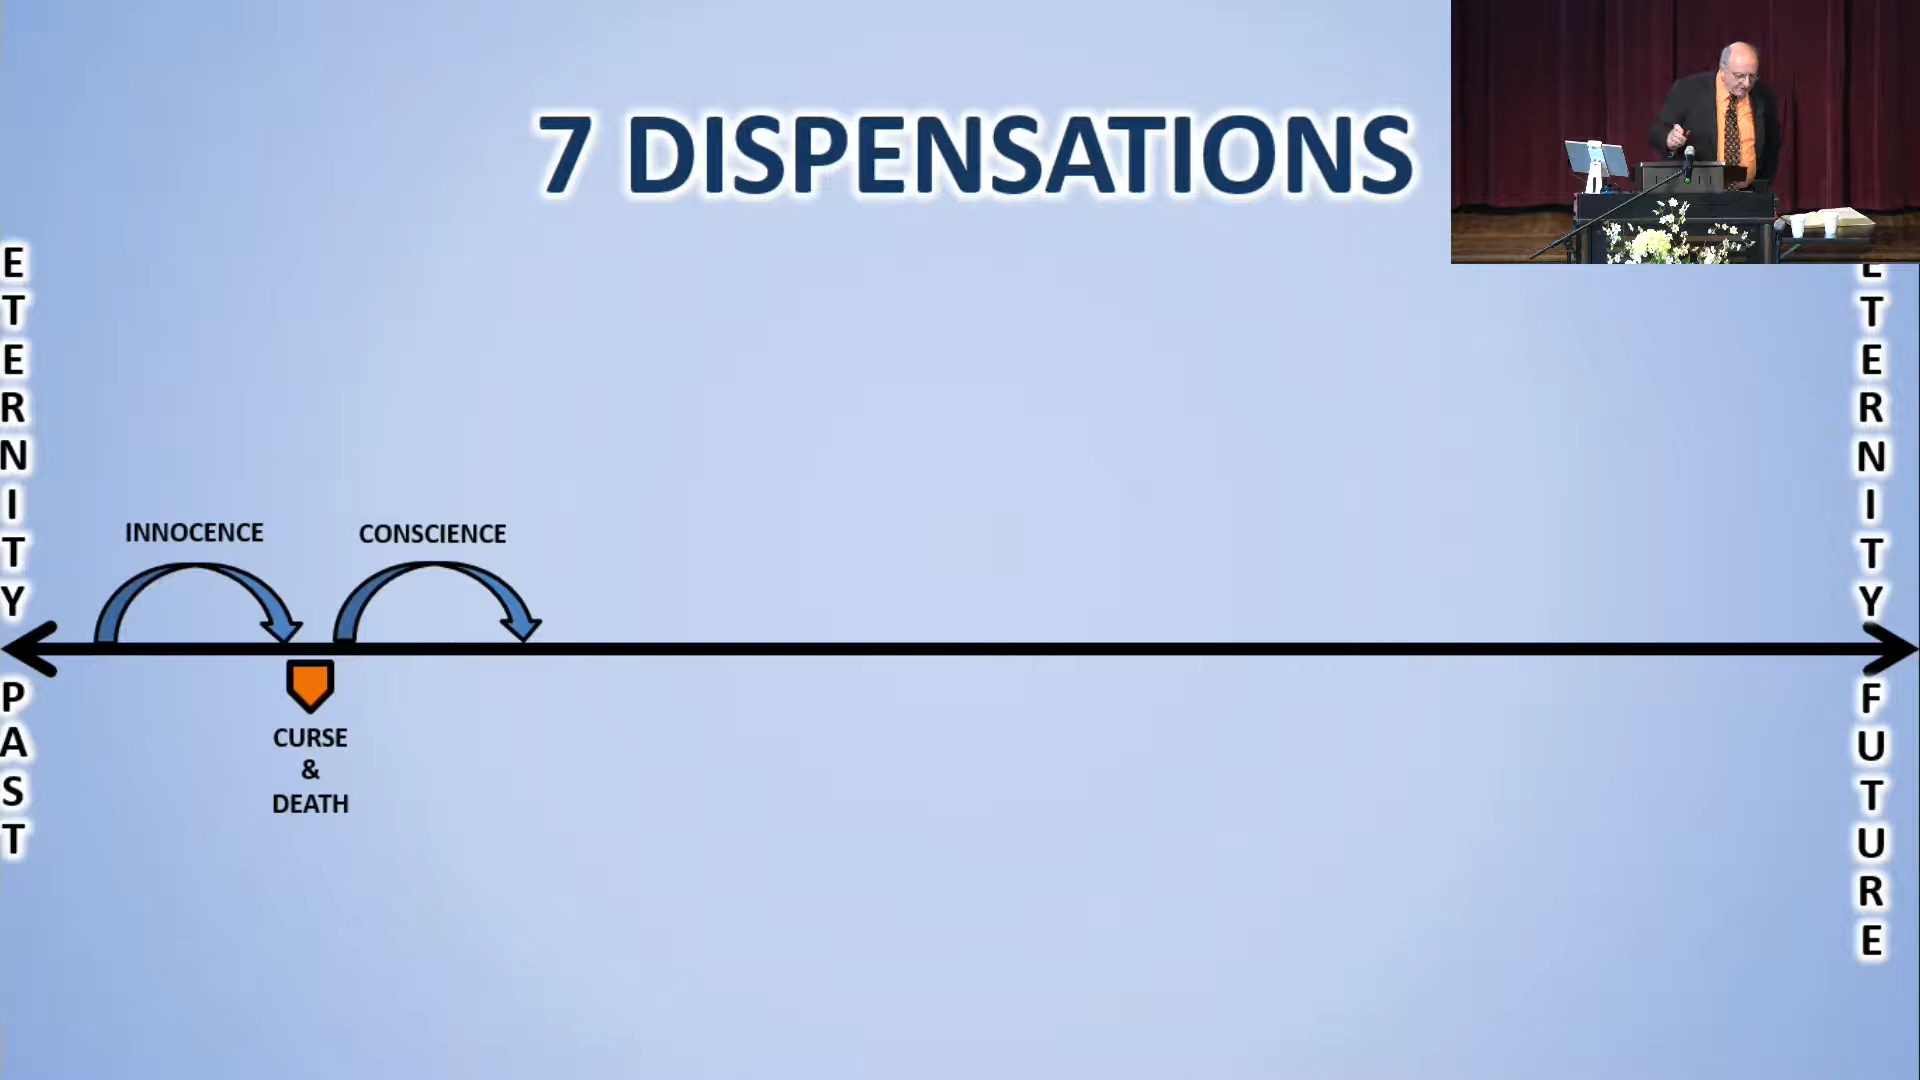 7 DISPENSATIONS
ETERNITY PAST
ETERNITY FUTURE
INNOCENCE
CONSCIENCE
CURSE
&
DEATH